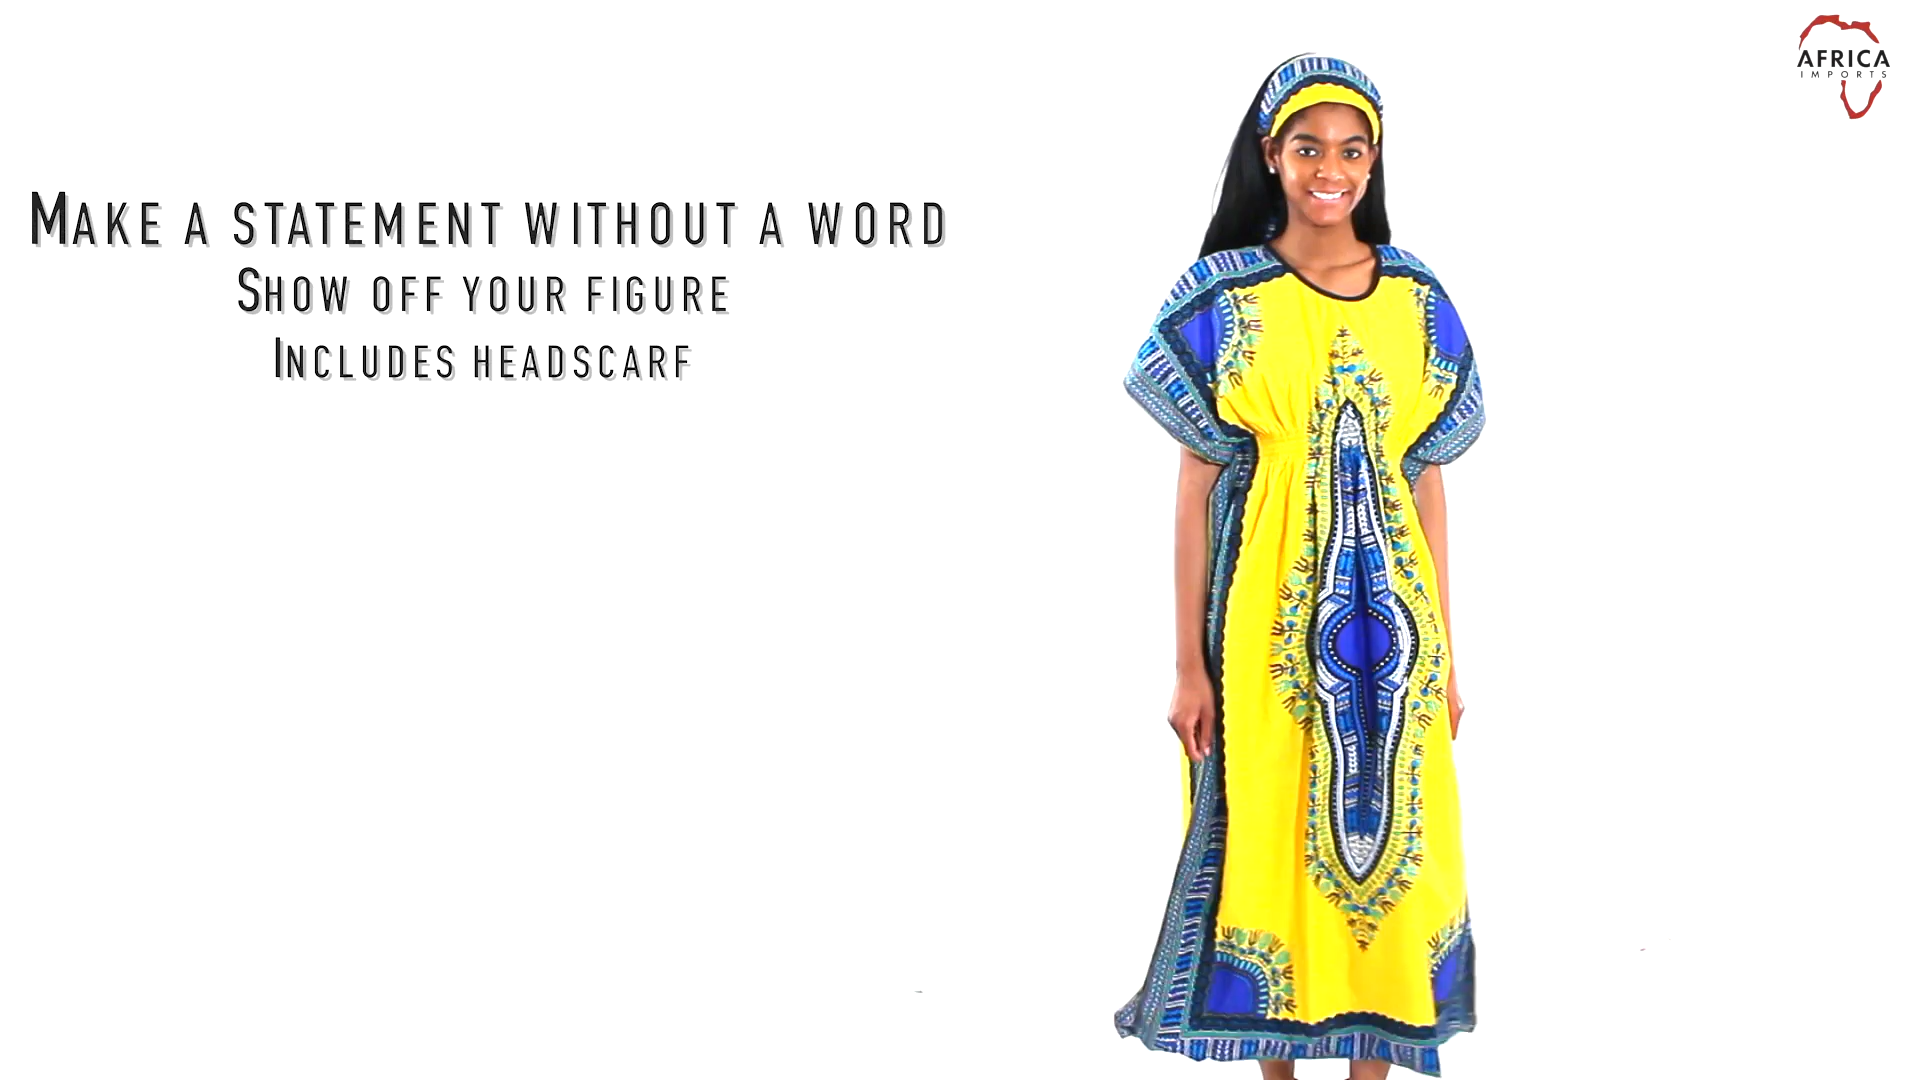 AFRICA
IMPORTS
MAKE A STATEMENT WITHOUT A WORD
SHOW OFF YOUR FIGURE
INCLUDES HEADSCARF